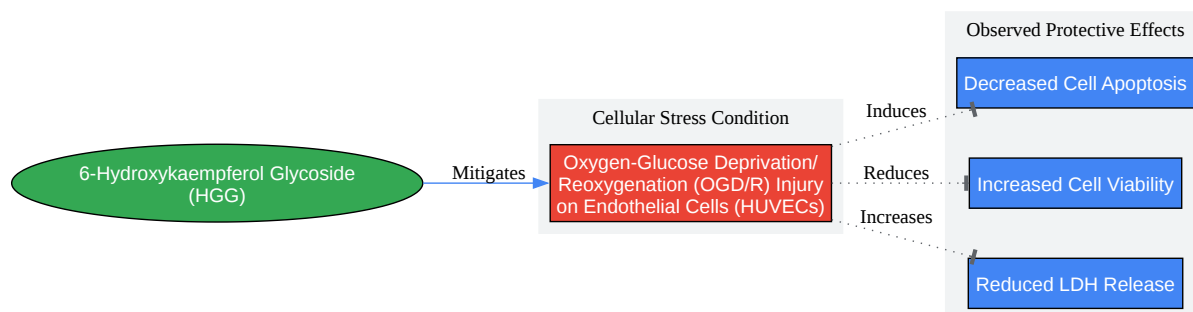 6-Hydroxykaempferol Glycoside
(HGG)
Mitigates
Cellular Stress Condition
Oxygen-Glucose Deprivation/
Reoxygenation (OGD/R) Injury
on Endothelial Cells (HUVECs)
Induces
Reduces
Increases
Observed Protective Effects
Decreased Cell Apoptosis
Increased Cell Viability
Reduced LDH Release